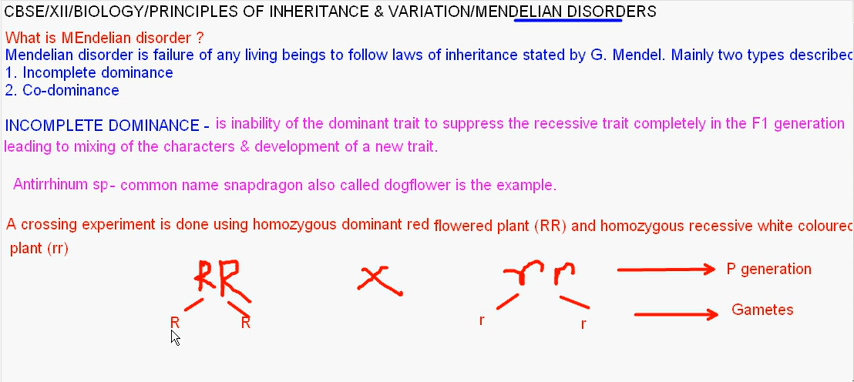 CBSE/XII/BIOLOGY/PRINCIPLES OF INHERITANCE & VARIATION/MENDELIAN DISORDERS
What is MEndelian disorder ?
Mendelian disorder is failure of any living beings to follow laws of inheritance stated by G. Mendel. Mainly two types described
1. Incomplete dominance
2. Co-dominance
INCOMPLETE DOMINANCE - is inability of the dominant trait to suppress the recessive trait completely in the F1 generation
leading to mixing of the characters & development of a new trait.
Antirrhinum sp- common name snapdragon also called dogflower is the example.
A crossing experiment is done using homozygous dominant red flowered plant (RR) and homozygous recessive white coloured
plant (rr)
RR x rr P generation
R R r r Gametes